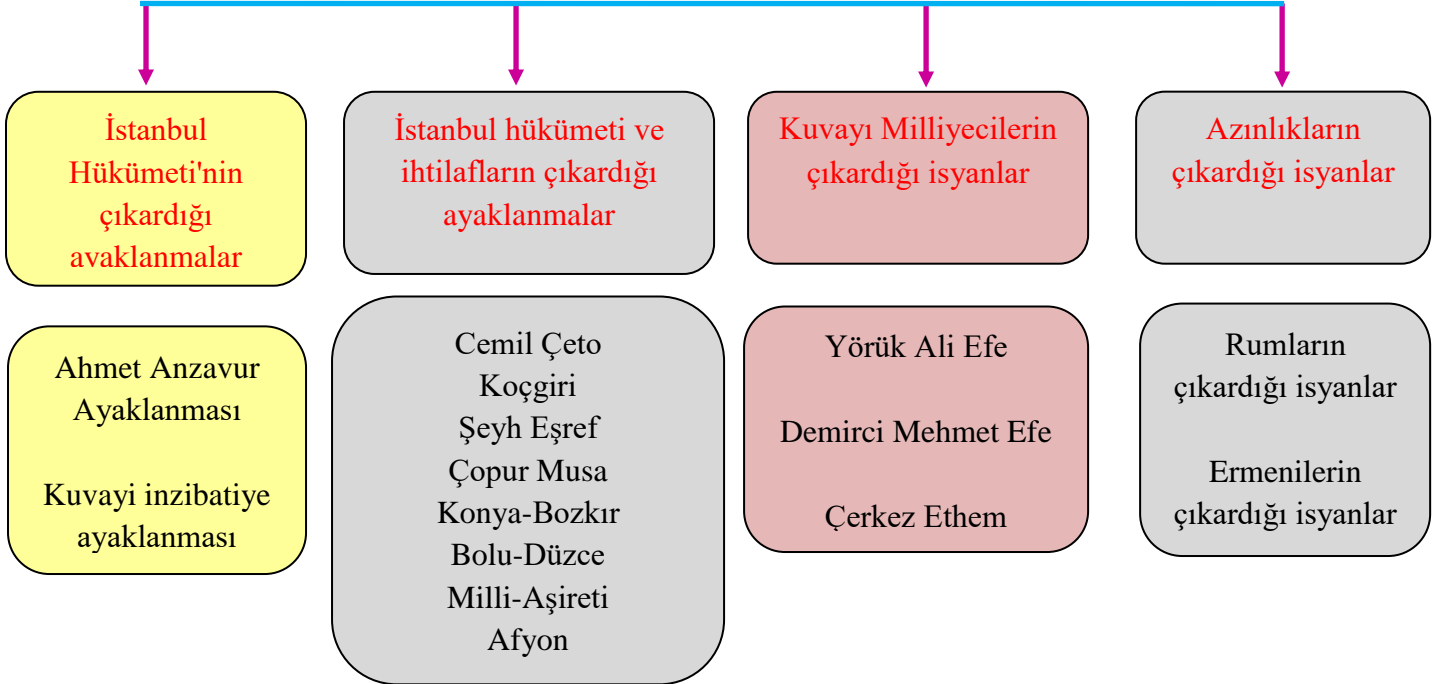 İstanbul
Hükümeti'nin
çıkardığı
avaklanmalar
İstanbul hükümeti ve
ihtilafların çıkardığı
ayaklanmalar
Kuvayı Milliyecilerin
çıkardığı isyanlar
Azınlıkların
çıkardığı isyanlar
Ahmet Anzavur
Ayaklanması
Kuvayi inzibatiye
ayaklanması
Cemil Çeto
Koçgiri
Şeyh Eşref
Çopur Musa
Konya-Bozkır
Bolu-Düzce
Milli-Aşireti
Afyon
Yörük Ali Efe
Demirci Mehmet Efe
Çerkez Ethem
Rumların
çıkardığı isyanlar
Ermenilerin
çıkardığı isyanlar